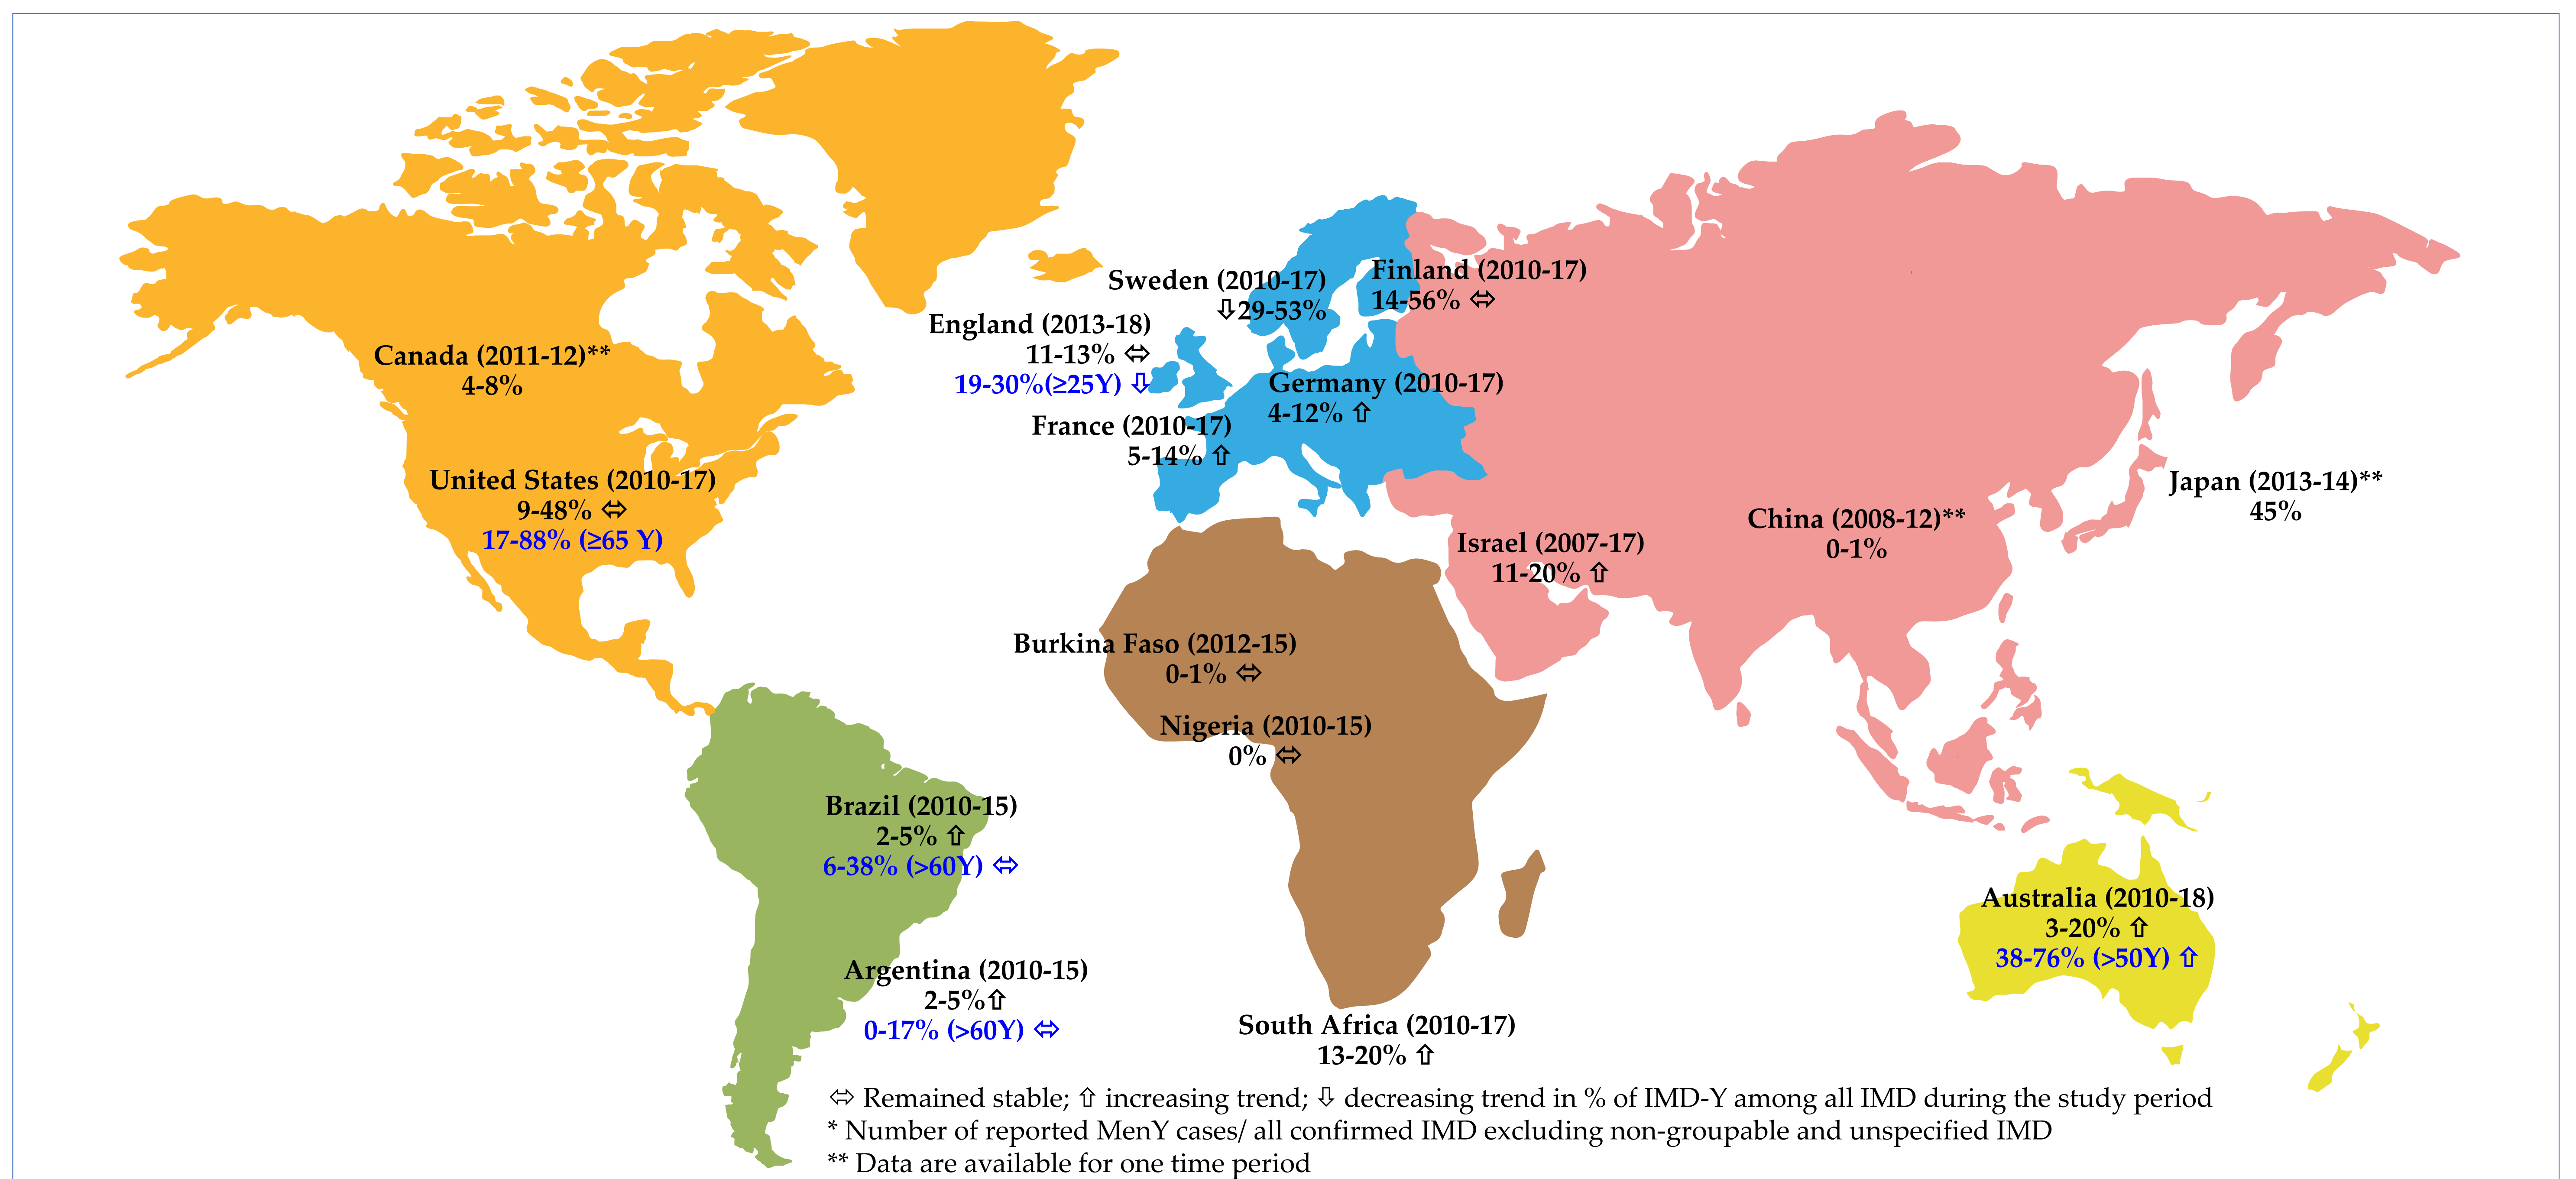 Sweden (2010-17)
⇩29-53%
Finland (2010-17)
14-56% ⬄
England (2013-18)
11-13% ⬄
19-30%(≥25Y) ⇩
Canada (2011-12)**
4-8%
Germany (2010-17)
4-12% ⇧
France (2010-17)
5-14% ⇧
United States (2010-17)
9-48% ⬄
17-88% (≥65 Y)
Japan (2013-14)**
45%
China (2008-12)**
0-1%
Israel (2007-17)
11-20% ⇧
Burkina Faso (2012-15)
0-1% ⬄
Nigeria (2010-15)
0% ⬄
Brazil (2010-15)
2-5% ⇧
6-38% (>60Y) ⬄
Australia (2010-18)
3-20% ⇧
38-76% (>50Y) ⇧
Argentina (2010-15)
2-5%⇧
0-17% (>60Y) ⬄
South Africa (2010-17)
13-20% ⇧
⬄ Remained stable; ⇧ increasing trend; ⇩ decreasing trend in % of IMD-Y among all IMD during the study period
* Number of reported MenY cases/ all confirmed IMD excluding non-groupable and unspecified IMD
** Data are available for one time period